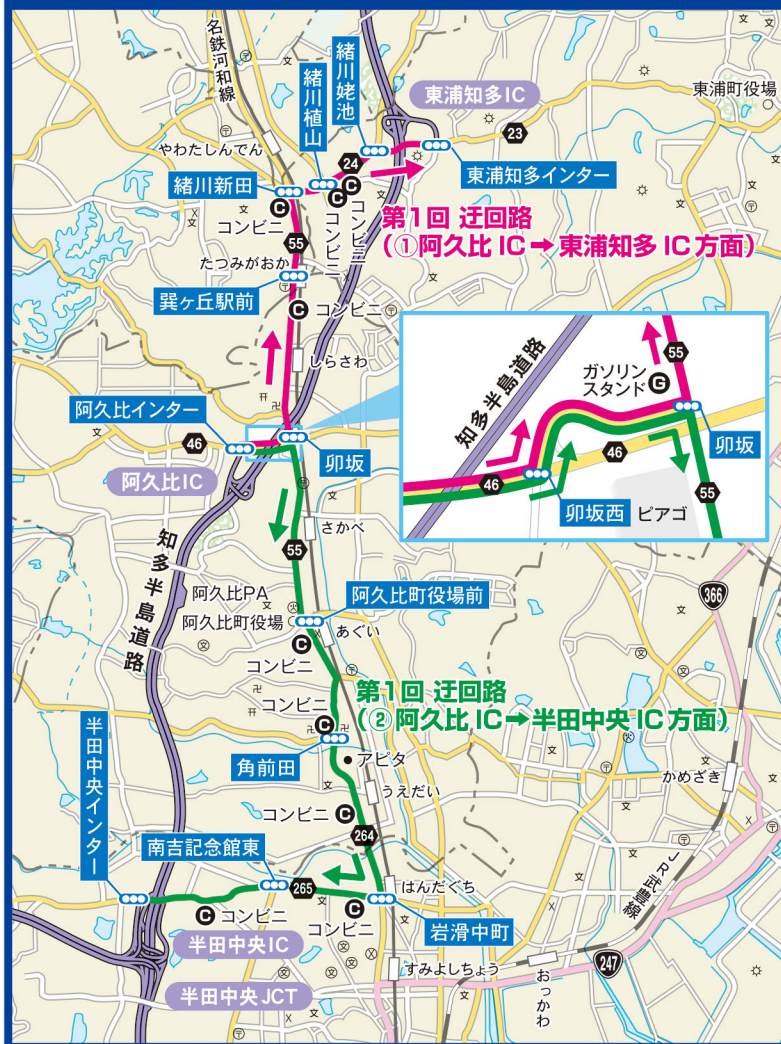 名鉄河和線
緒川植山
緒川姥池
東浦知多IC
東浦町役場
23
やわたしんでん
24
東浦知多インター
緒川新田
コンビニ
コンビニ
コンビニ
第1回 迂回路
(①阿久比 IC➡東浦知多 IC方面)
55
たつみがおか
巽ヶ丘駅前
コンビニ
しらさわ
阿久比インター
46
卯坂
阿久比IC
知多半島道路
ガソリン
スタンド
G
55
卯坂
46
46
卯坂西
ピアゴ
55
さかべ
55
知多半島道路
阿久比PA
阿久比町役場
阿久比町役場前
あぐい
コンビニ
366
コンビニ
第1回 迂回路
(②阿久比 IC➡半田中央 IC方面)
半田中央インター
角前田
アピタ
うえだい
かめざき
コンビニ
264
南吉記念館東
はんだぐち
265
JR武豊線
コンビニ
コンビニ
岩滑中町
半田中央IC
すみよしちょう
おっかわ
247
半田中央JCT